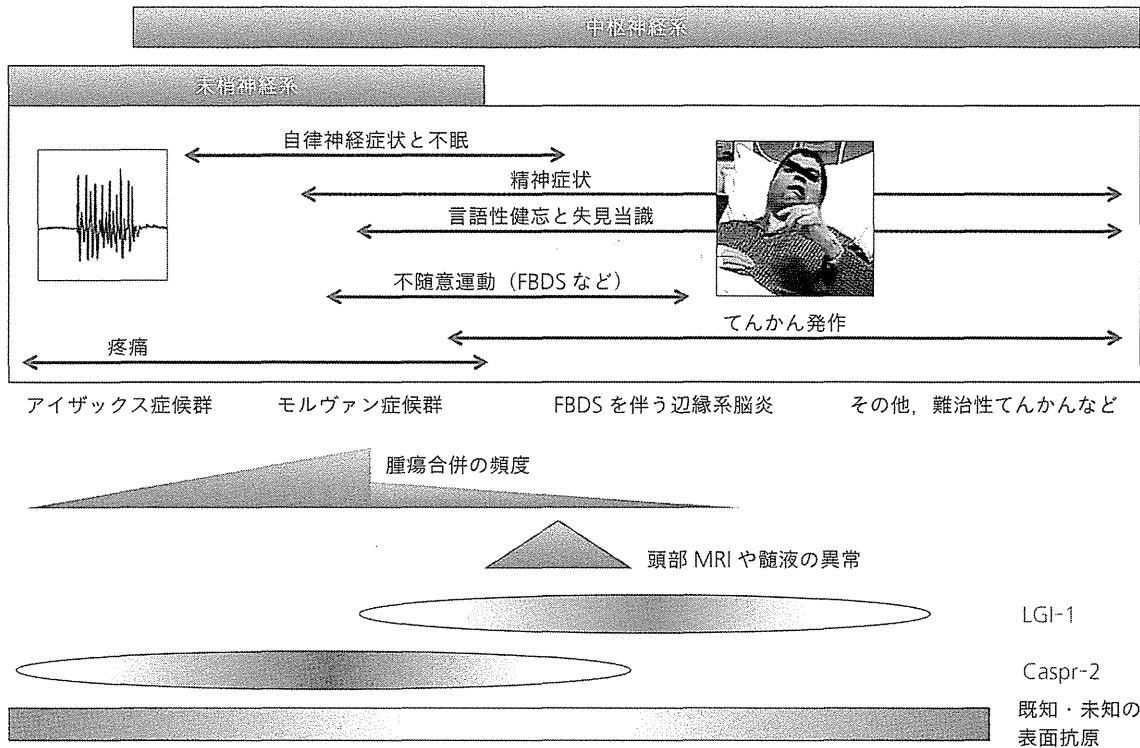 中枢神経系
末梢神経系
自律神経症状と不眠
精神症状
言語性健忘と失見当識
不随意運動（FBDS など）
てんかん発作
疼痛
アイザックス症候群
モルヴァン症候群
FBDS を伴う辺縁系脳炎
その他，難治性てんかんなど
腫瘍合併の頻度
頭部 MRI や髄液の異常
LGI-1
Caspr-2
既知・未知の
表面抗原